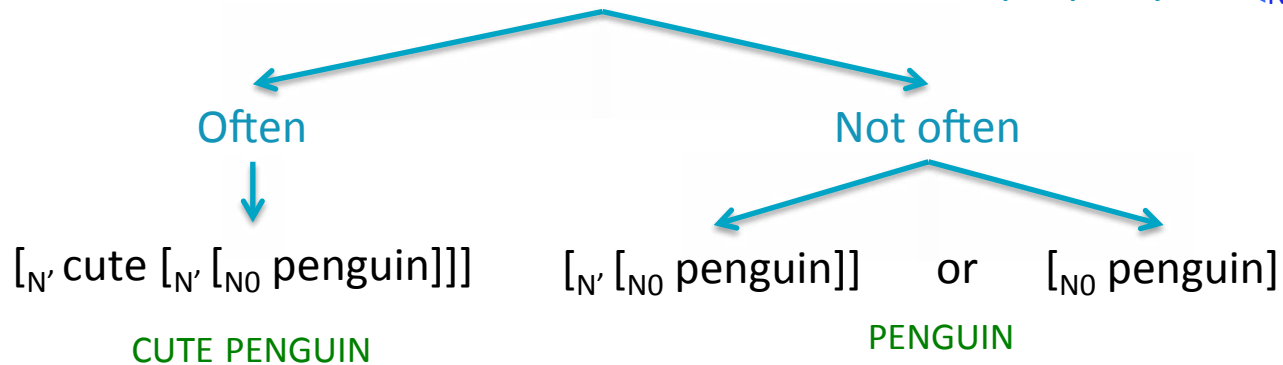 Often
Not often
[N′ cute [N′ [N0 penguin]]]
[N′ [N0 penguin]] or [N0 penguin]
CUTE PENGUIN
PENGUIN